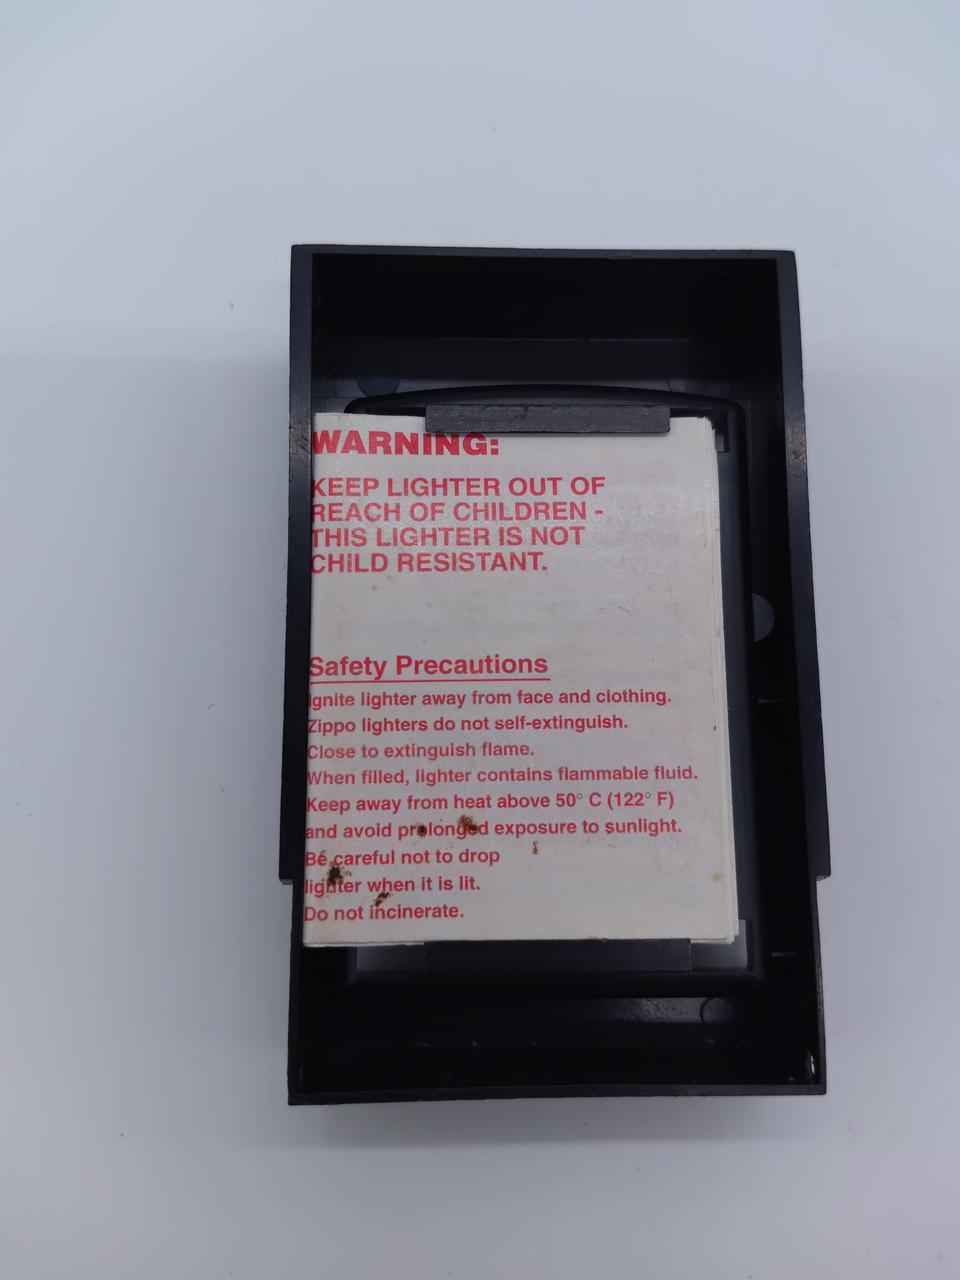 WARNING:
KEEP LIGHTER OUT OF
REACH OF CHILDREN -
THIS LIGHTER IS NOT
CHILD RESISTANT.
Safety Precautions
Ignite lighter away from face and clothing.
Zippo lighters do not self-extinguish.
Close to extinguish flame.
When filled, lighter contains flammable fluid.
Keep away from heat above 50° C (122° F)
and avoid prolonged exposure to sunlight.
Be careful not to drop
lighter when it is lit.
Do not incinerate.